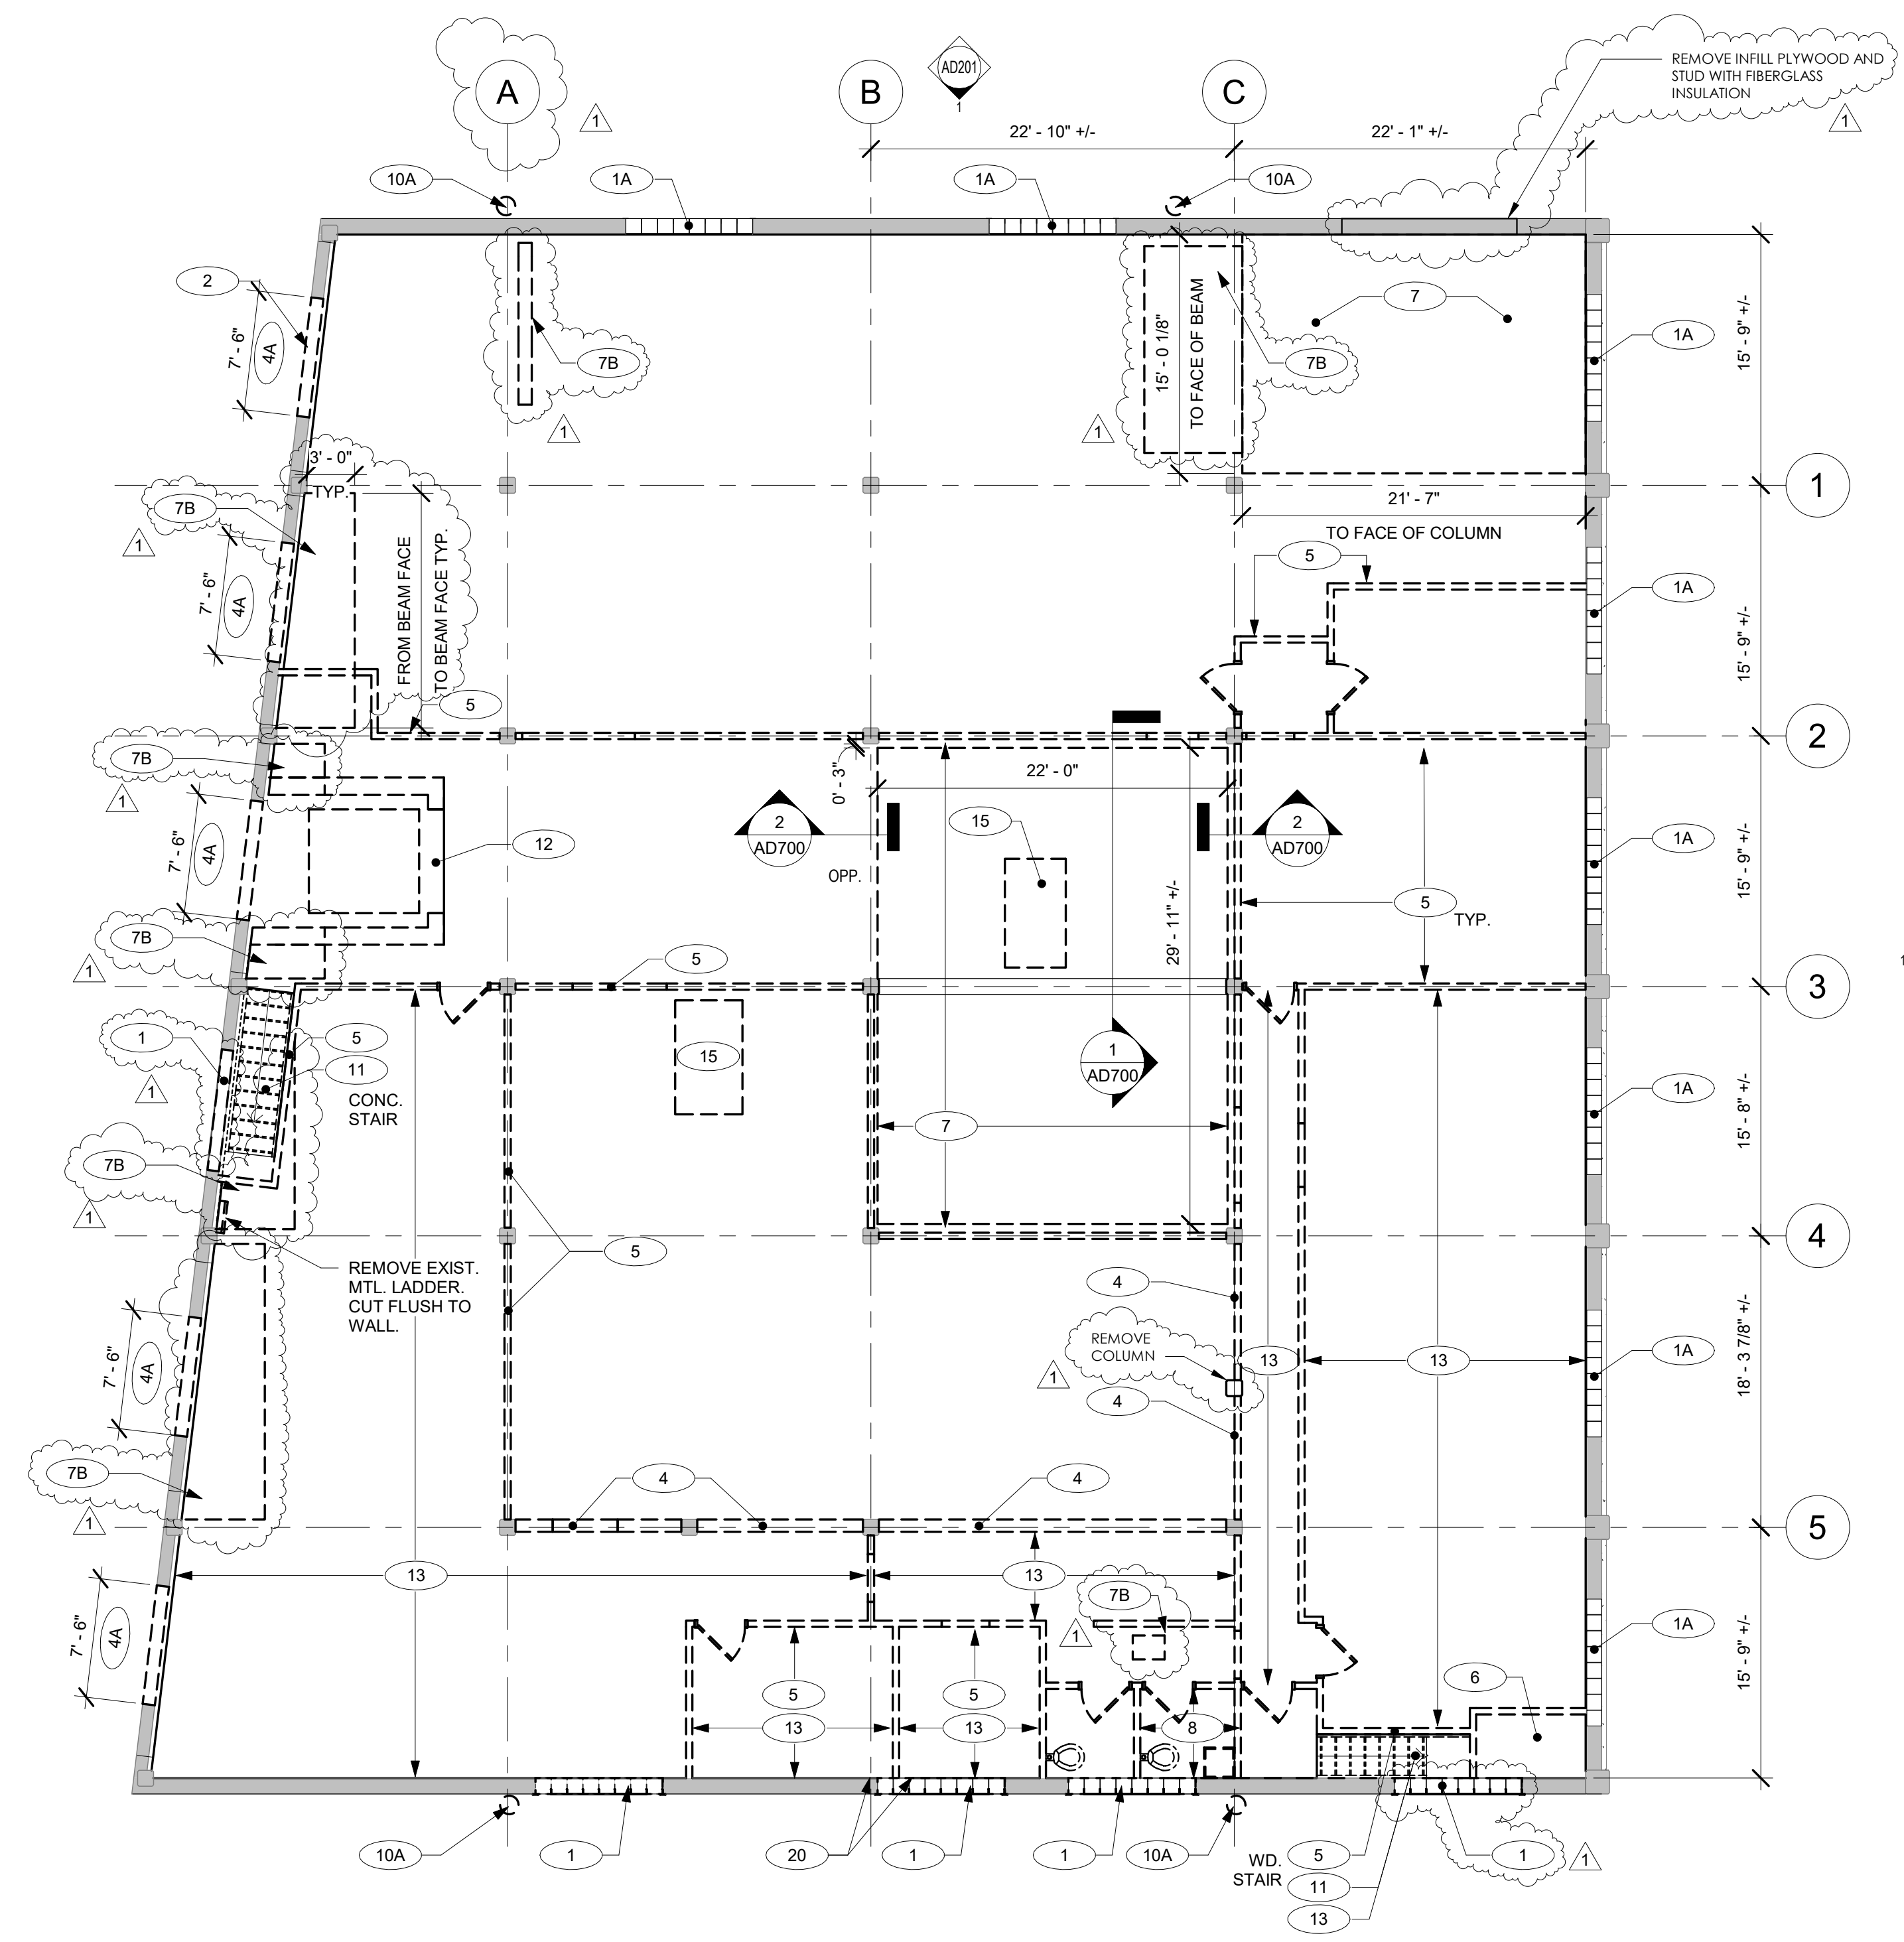 A
B
C
AD201
1
REMOVE INFILL PLYWOOD AND
STUD WITH FIBERGLASS
INSULATION
1
1
22' - 10" +/-
22' - 1" +/-
10A
1A
1A
10A
2
7' - 6"
4A
7B
1
15' - 0 1/8"
TO FACE OF BEAM
7B
1
7
1A
15' - 9" +/-
3' - 0"
TYP.
7B
1
7' - 6"
4A
FROM BEAM FACE
TO BEAM FACE TYP.
5
21' - 7"
TO FACE OF COLUMN
5
1
1A
15' - 9" +/-
2
7B
1
7' - 6"
4A
12
0' - 3"
22' - 0"
2
AD700
OPP.
15
2
AD700
29' - 11" +/-
5
TYP.
1A
15' - 9" +/-
7B
1
5
3
1
1
1
5
11
CONC.
STAIR
15
1
AD700
7
1A
15' - 8" +/-
7B
1
4
REMOVE EXIST.
MTL. LADDER.
CUT FLUSH TO
WALL.
5
4
REMOVE
COLUMN
1
4
13
13
1A
18' - 3 7/8" +/-
7' - 6"
4A
7B
1
4
4
5
13
13
7B
1
7' - 6"
4A
5
13
5
13
8
6
1A
15' - 9" +/-
10A
1
20
1
1
10A
WD.
STAIR
5
11
13
1
1